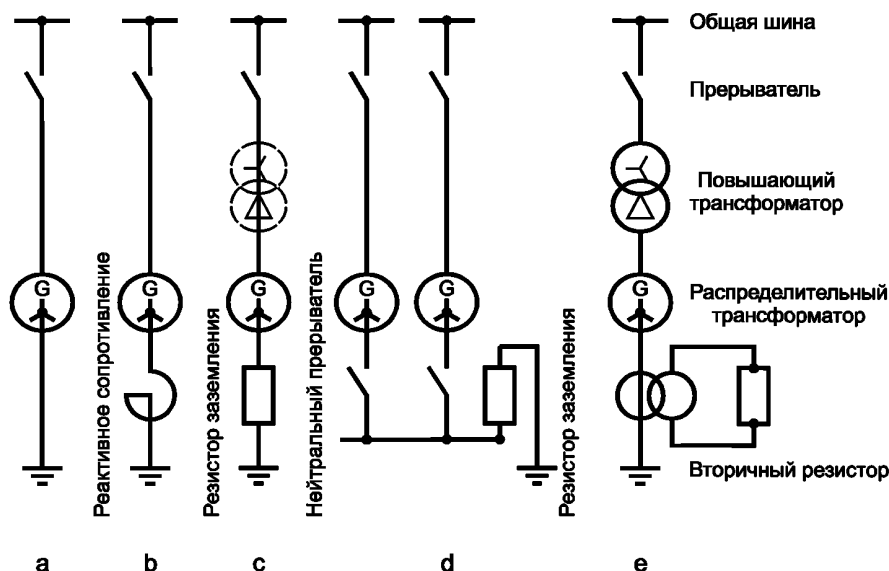 Общая шина
Прерыватель
Повышающий
трансформатор
Распределительный
трансформатор
Вторичный резистор
Реактивное сопротивление
Резистор заземления
Нейтральный прерыватель
Резистор заземления
G
G
G
G
G
G
a
b
c
d
e